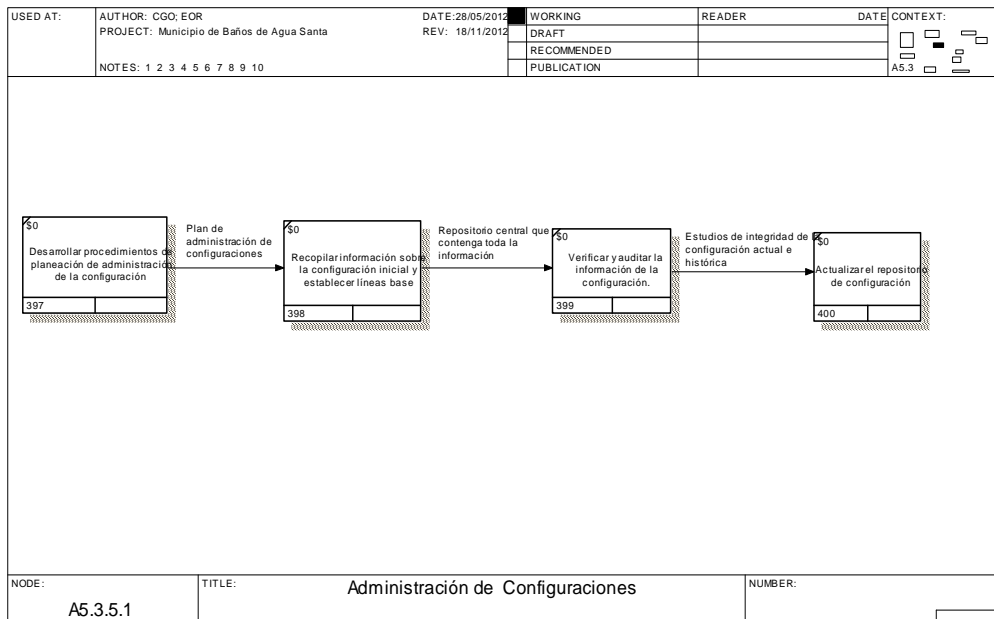 USED AT:
AUTHOR: CGO; EOR
DATE:28/05/2012
PROJECT: Municipio de Baños de Agua Santa
REV: 18/11/2012
NOTES: 1 2 3 4 5 6 7 8 9 10
WORKING
DRAFT
RECOMMENDED
PUBLICATION
READER
DATE
CONTEXT:
A5.3
$0
Desarrollar procedimientos de
planeación de administración
de la configuración
397
Plan de
administración de
configuraciones
$0
Recopilar información sobre
la configuración inicial y
establecer líneas base
398
Repositorio central que
contenga toda la
información
$0
Verificar y auditar la
información de la
configuración.
399
Estudios de integridad de la
configuración actual e
histórica
$0
Actualizar el repositorio
de configuración
400
NODE:
A5.3.5.1
TITLE:
Administración de Configuraciones
NUMBER: